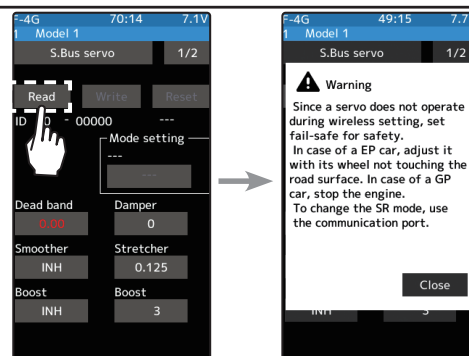 F-4G 70:14 7.1V
1 Model 1
S.Bus servo 1/2
Read Write Reset
ID 0 - 00000 ---
Mode setting
---
---
Dead band Damper
0.00 0
Smoother Stretcher
INH 0.125
Boost Boost
INH 3
F-4G 49:15 7.7
1 Model 1
S.Bus servo 1/2
Warning
Since a servo does not operate
during wireless setting, set
fail-safe for safety.
In case of a EP car, adjust it
with its wheel not touching the
road surface. In case of a GP
car, stop the engine.
To change the SR mode, use
the communication port.
Close
INH 3